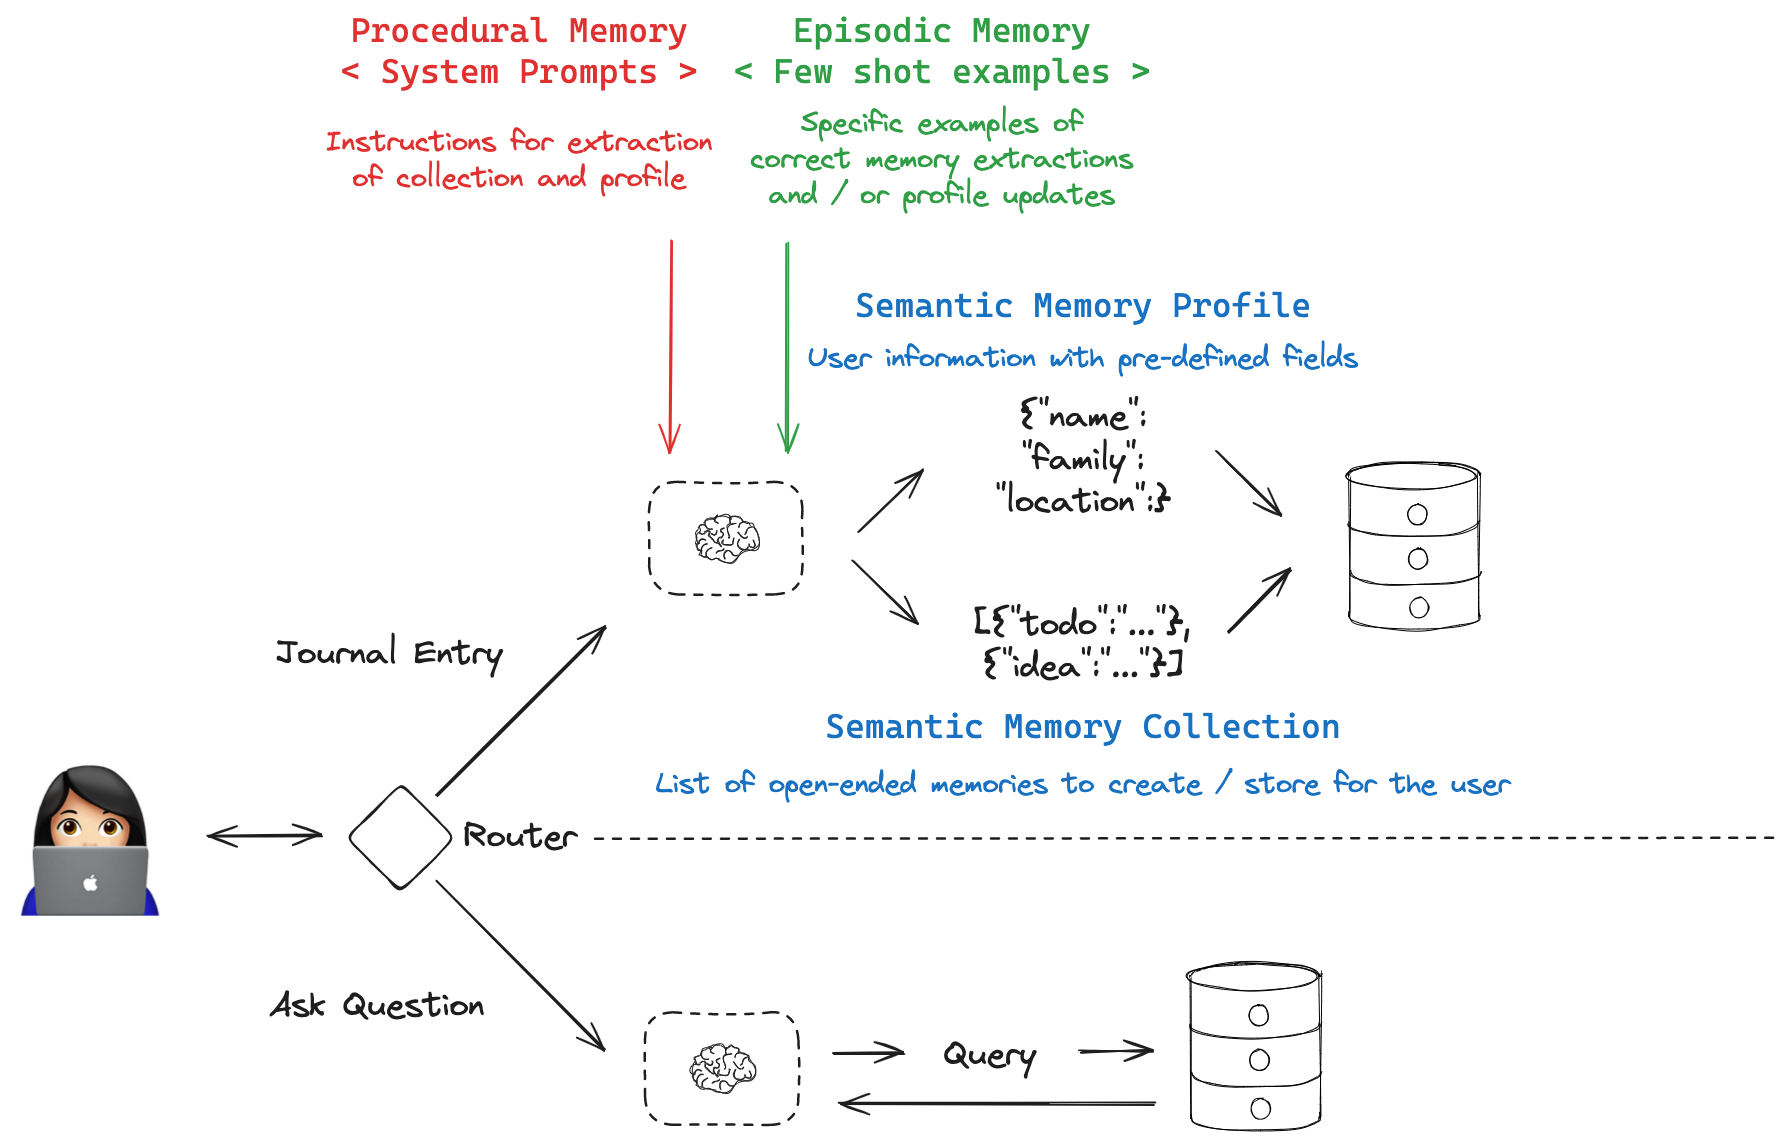 Procedural Memory
< System Prompts >
Instructions for extraction
of collection and profile
Episodic Memory
< Few shot examples >
Specific examples of
correct memory extractions
and / or profile updates
Semantic Memory Profile
User information with pre-defined fields
{"name":
"family":
"location":}
Journal Entry
[{"todo":"..."},
{"idea":"..."}]
Semantic Memory Collection
List of open-ended memories to create / store for the user
Router
Ask Question
Query